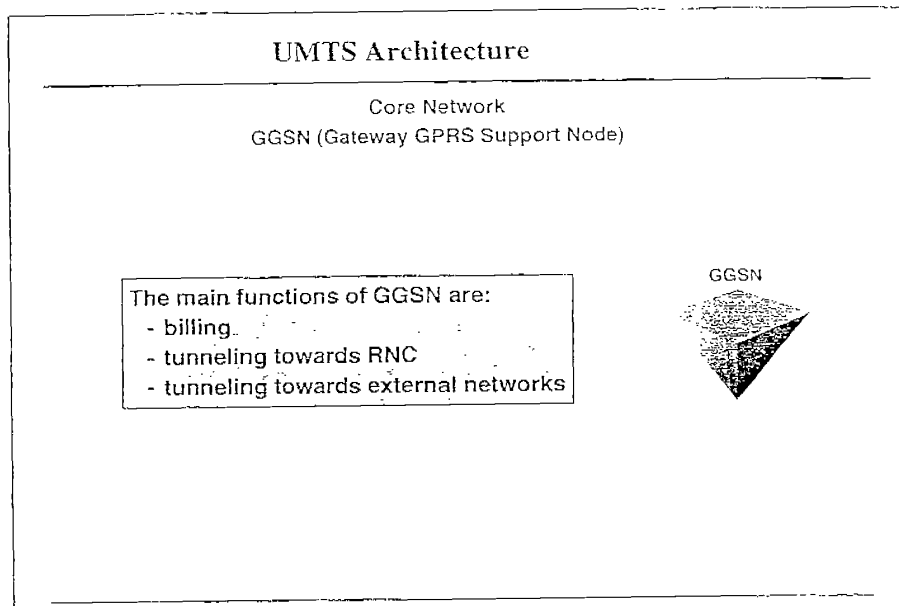 UMTS Architecture
Core Network
GGSN (Gateway GPRS Support Node)
GGSN
The main functions of GGSN are:
- billing
- tunneling towards RNC
- tunneling towards external networks